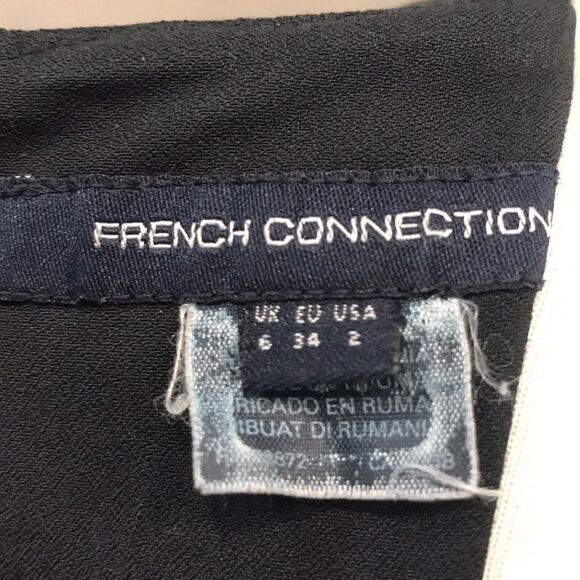 FRENCH CONNECTION
UK EU USA
6 34 2
RICADO EN RUMA
IBUAT DI RUMANI